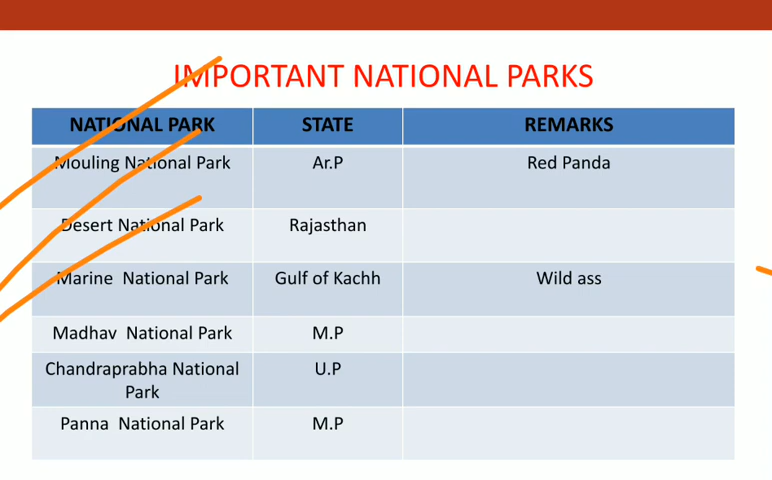 IMPORTANT NATIONAL PARKS
NATIONAL PARK STATE REMARKS
Mouling National Park Ar.P Red Panda
Desert National Park Rajasthan
Marine National Park Gulf of Kachh Wild ass
Madhav National Park M.P
Chandraprabha National U.P
Park
Panna National Park M.P